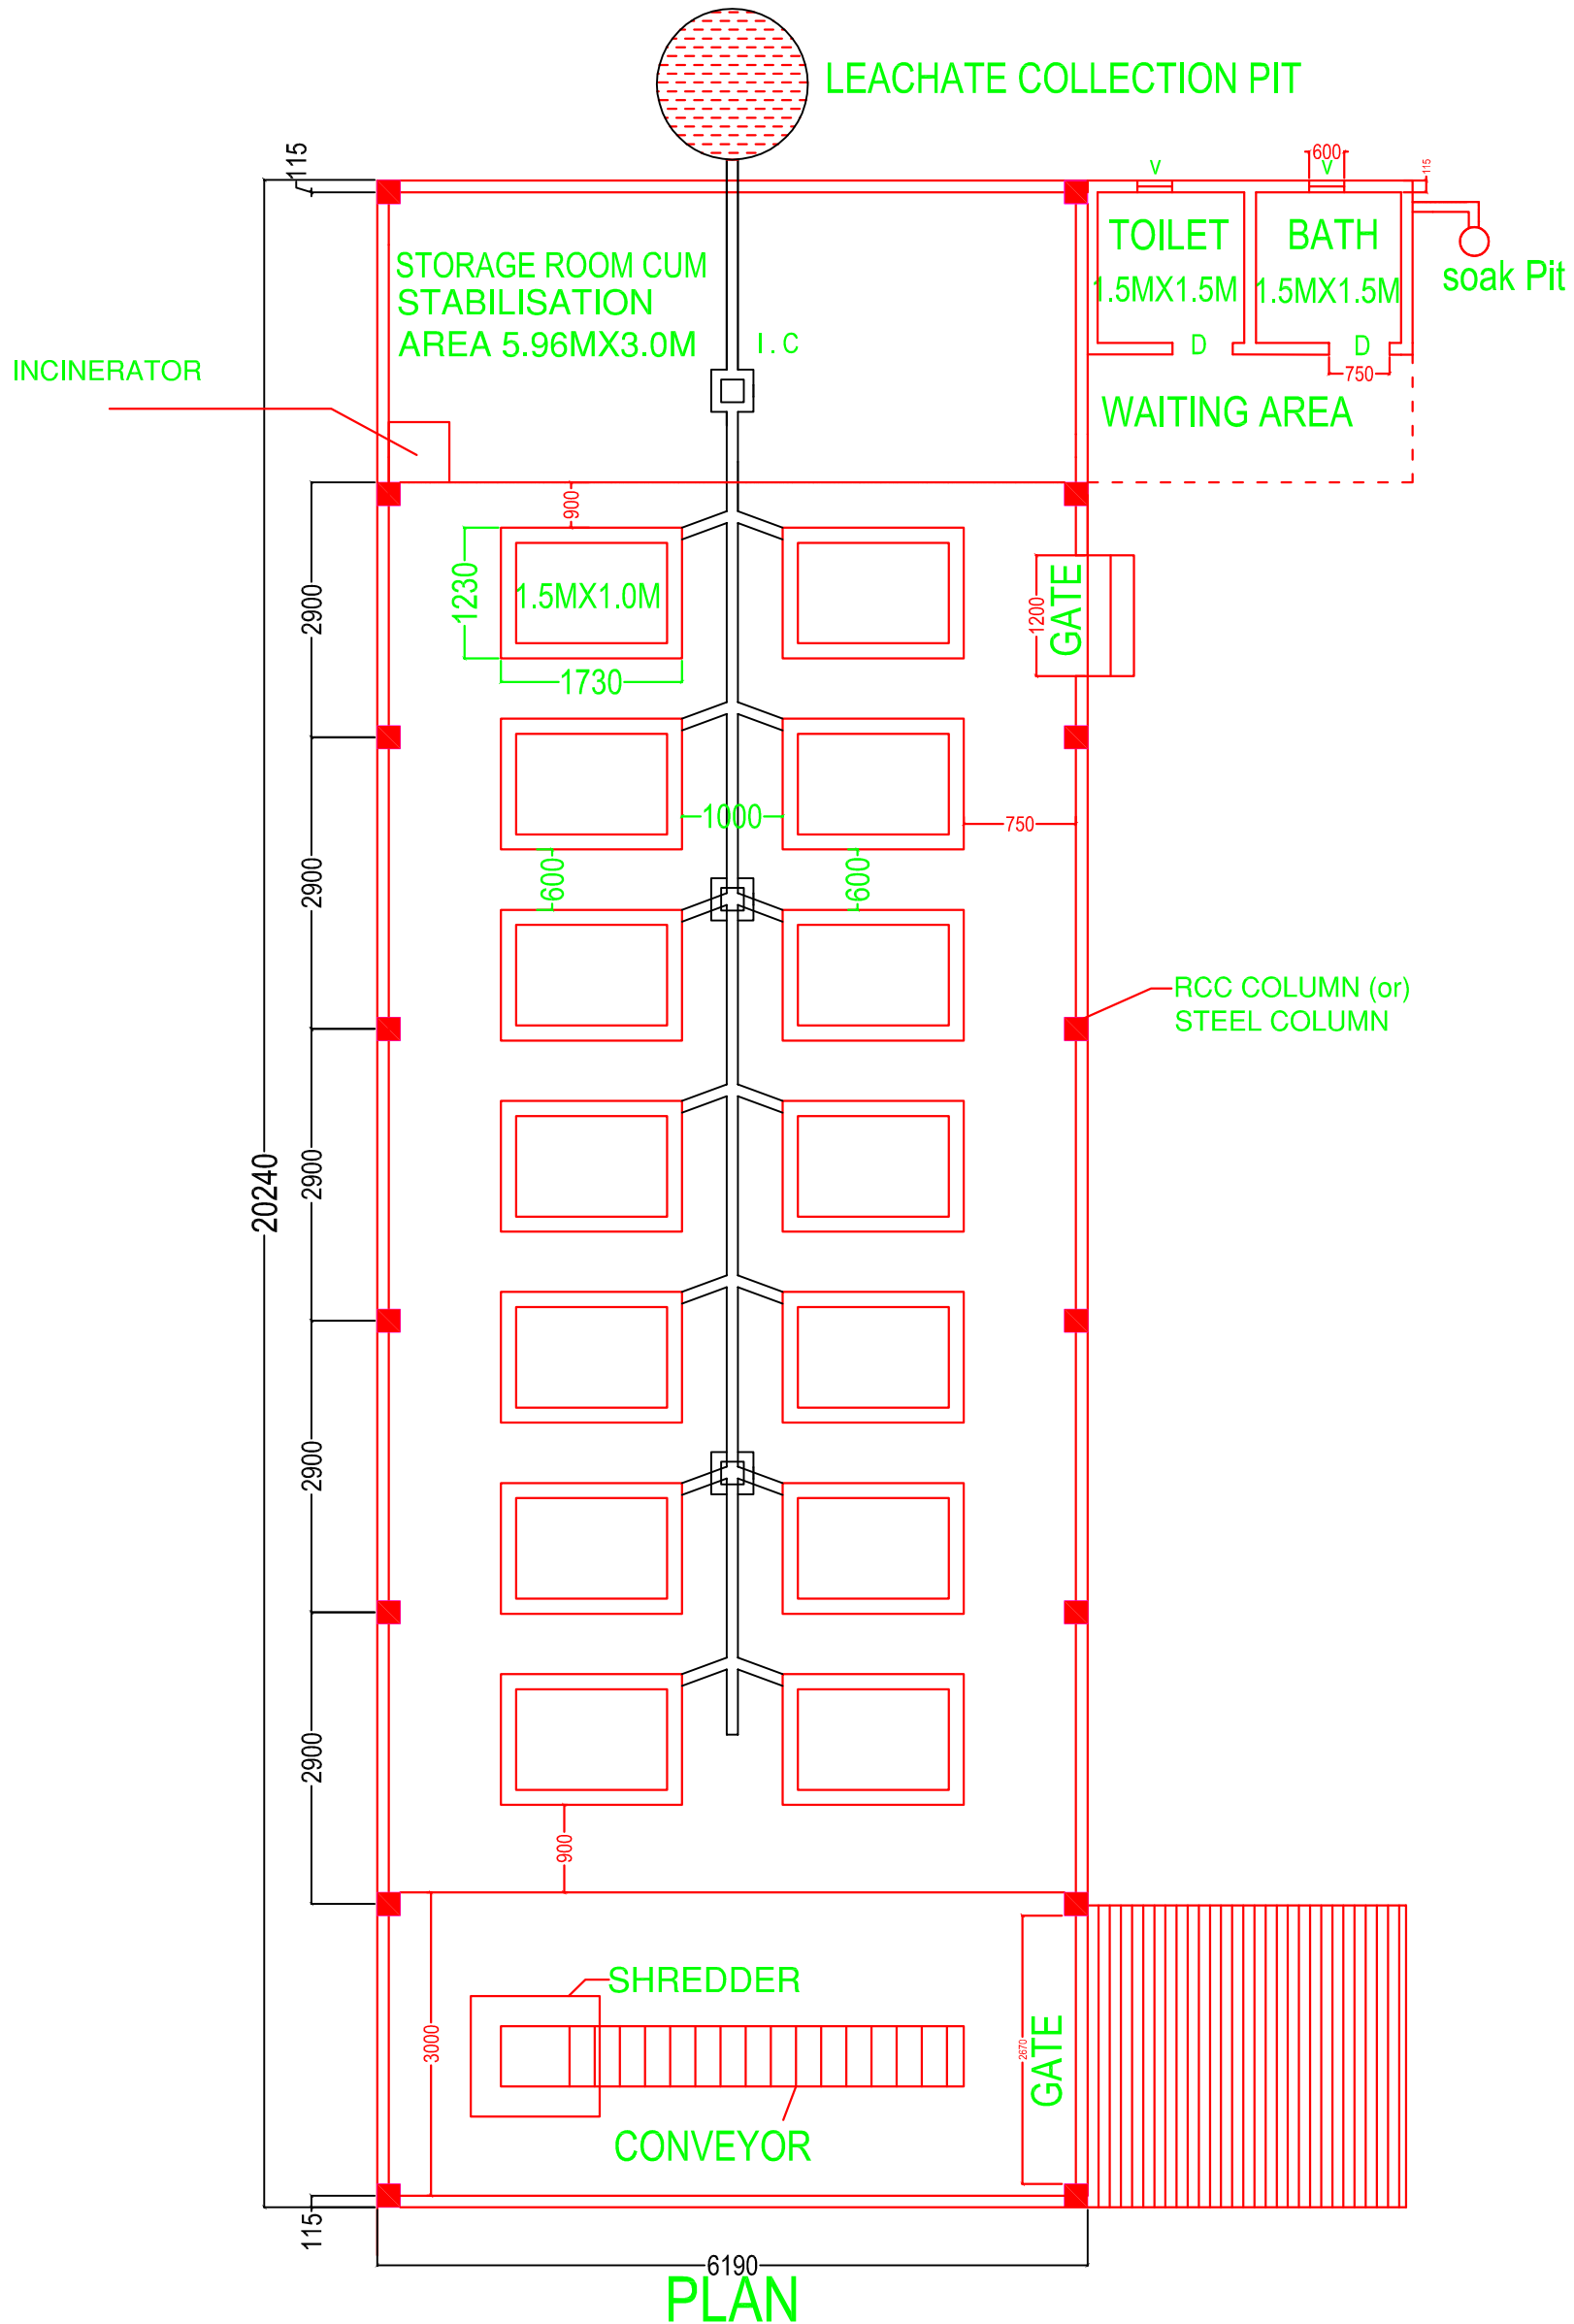 LEACHATE COLLECTION PIT
115
600
115
V
V
TOILET
BATH
1.5MX1.5M
1.5MX1.5M
soak Pit
STORAGE ROOM CUM
STABILISATION
AREA 5.96MX3.0M
I . C
D
D
750
INCINERATOR
WAITING AREA
900
1230
1.5MX1.0M
2900
1200
GATE
1730
1000
750
600
600
2900
RCC COLUMN (or)
STEEL COLUMN
20240
2900
2900
2900
900
SHREDDER
3000
2670
GATE
CONVEYOR
115
6190
PLAN